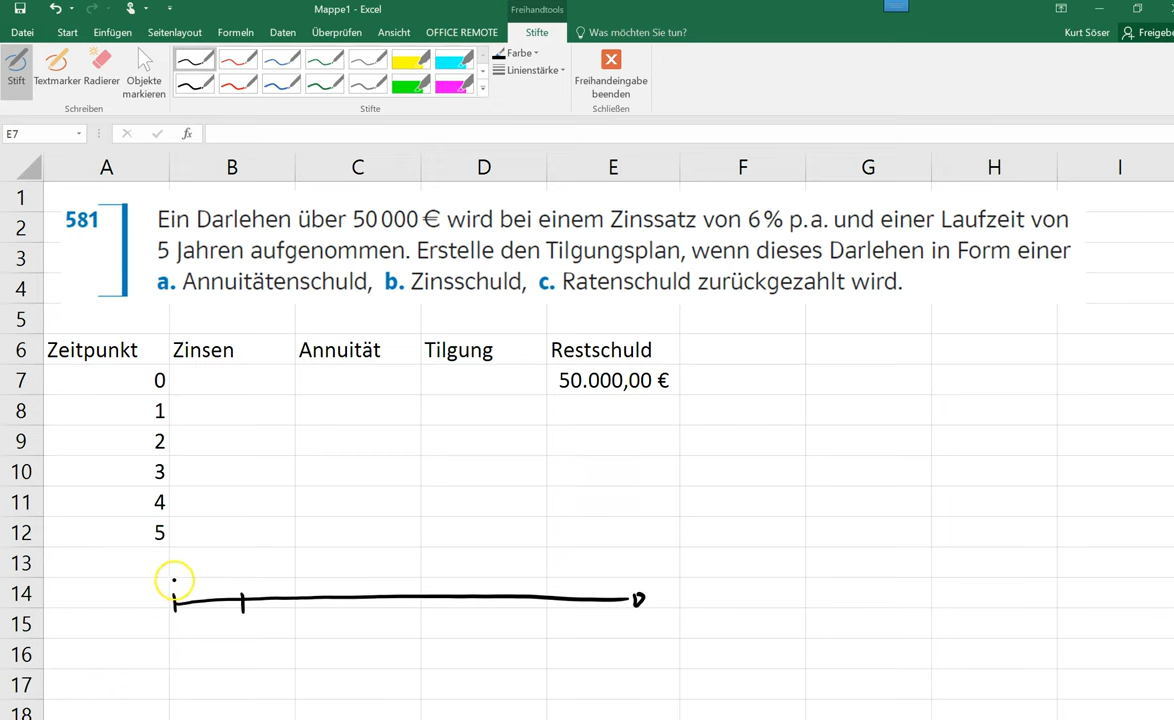 Mappe1 - Excel
Freihandtools
Datei Start Einfügen Seitenlayout Formeln Daten Überprüfen Ansicht OFFICE REMOTE Stifte Was möchten Sie tun? Kurt Söser Freigebe
Stift Textmarker Radierer Objekte markieren
Farbe
Linienstärke
Freihandeingabe beenden
Schreiben Stifte Schließen
E7 fx
A B C D E F G H I
1
2
3
4
5
581 Ein Darlehen über 50 000 € wird bei einem Zinssatz von 6 % p. a. und einer Laufzeit von
5 Jahren aufgenommen. Erstelle den Tilgungsplan, wenn dieses Darlehen in Form einer
a. Annuitätenschuld, b. Zinsschuld, c. Ratenschuld zurückgezahlt wird.
6 Zeitpunkt Zinsen Annuität Tilgung Restschuld
7 0 50.000,00 €
8 1
9 2
10 3
11 4
12 5
13
14
15
16
17
18